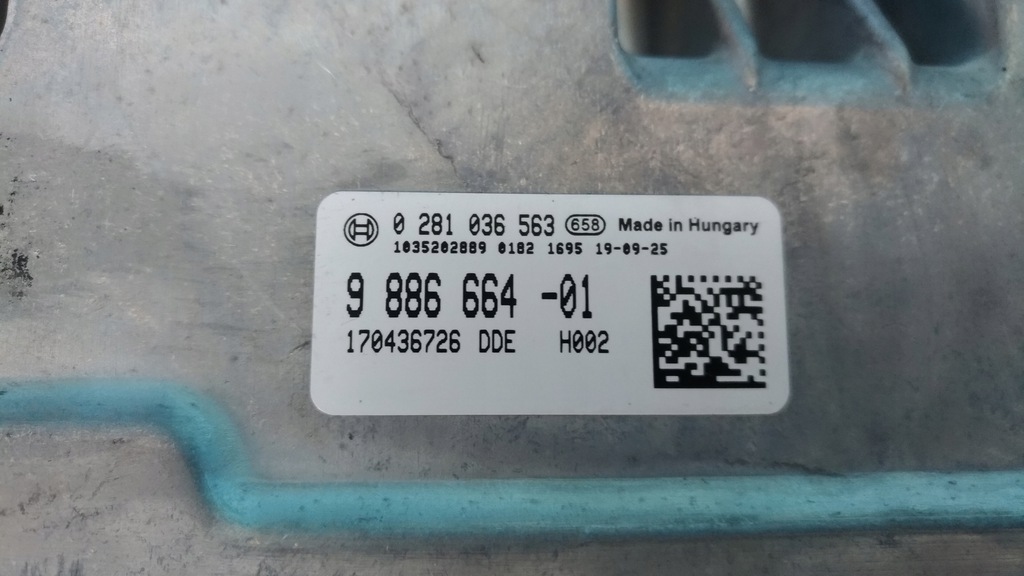 0 281 036 563 658 Made in Hungary
1035202889 0182 1695 19-09-25
9 886 664 -01
170436726 DDE H002